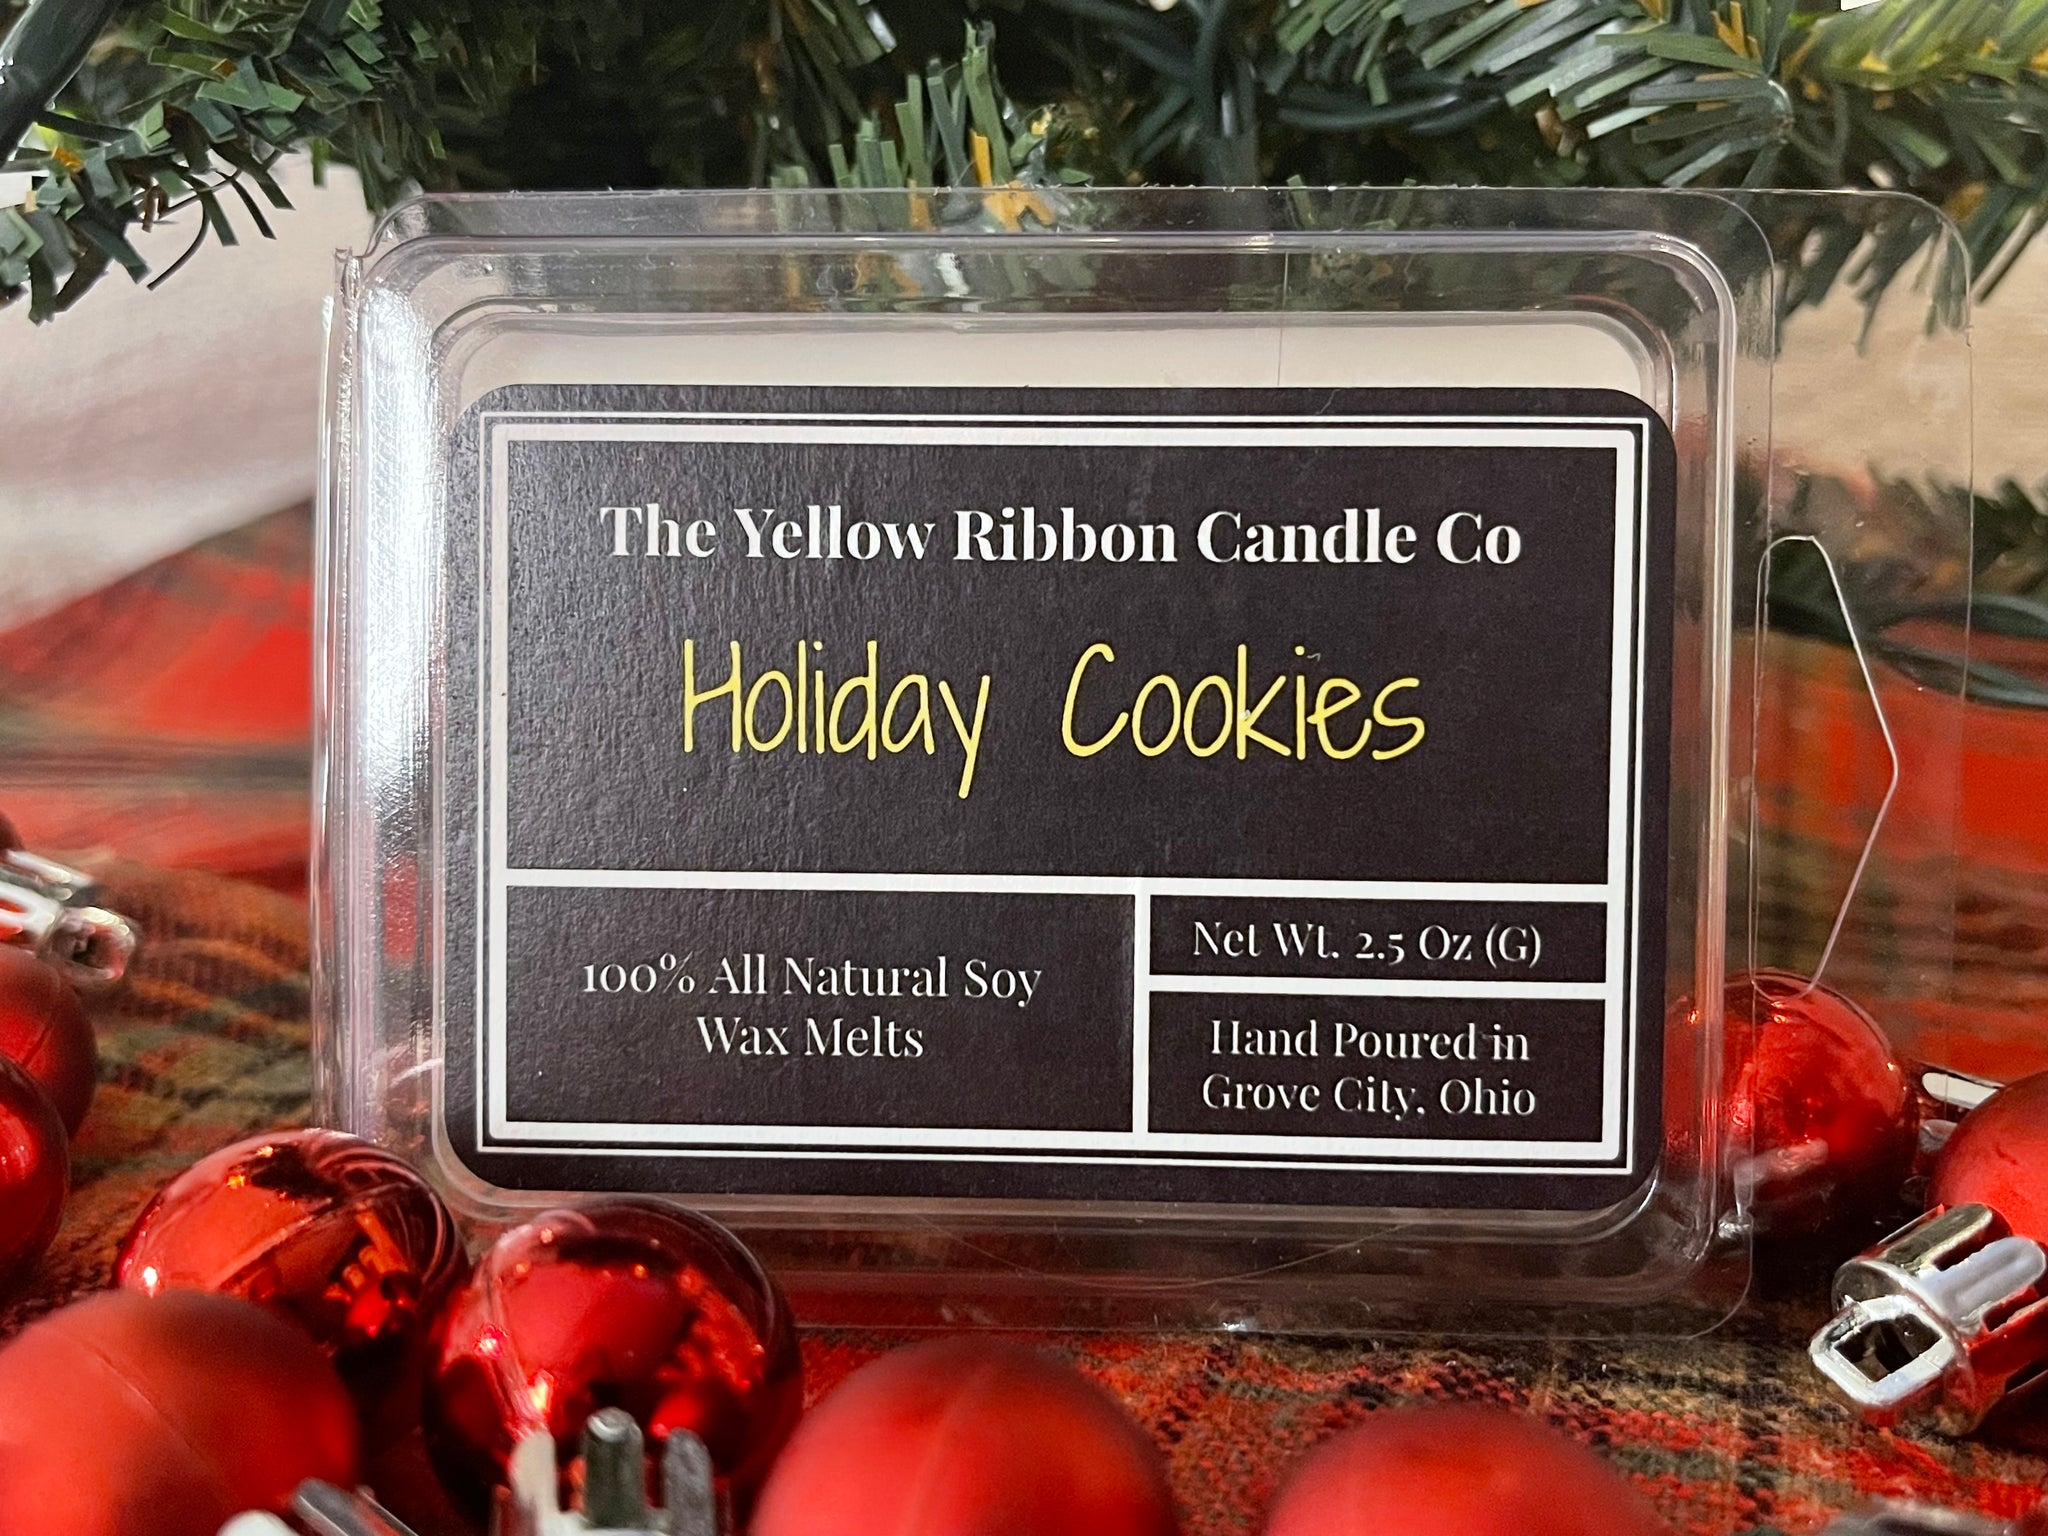 The Yellow Ribbon Candle Co
Holiday Cookies
100% All Natural Soy
Wax Melts
Net Wt. 2.5 Oz (G)
Hand Poured in
Grove City, Ohio